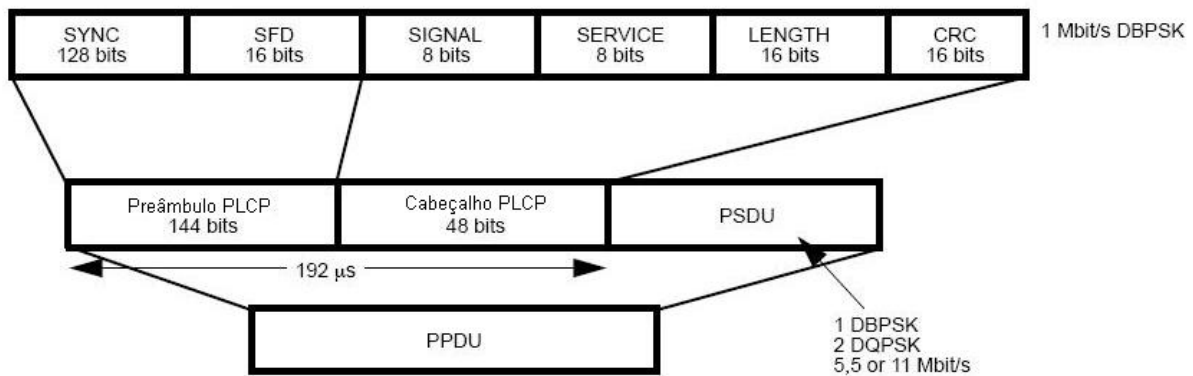 SYNC
128 bits
SFD
16 bits
SIGNAL
8 bits
SERVICE
8 bits
LENGTH
16 bits
CRC
16 bits
1 Mbit/s DBPSK
Preâmbulo PLCP
144 bits
Cabeçalho PLCP
48 bits
PSDU
192 μs
PPDU
1 DBPSK
2 DQPSK
5,5 or 11 Mbit/s